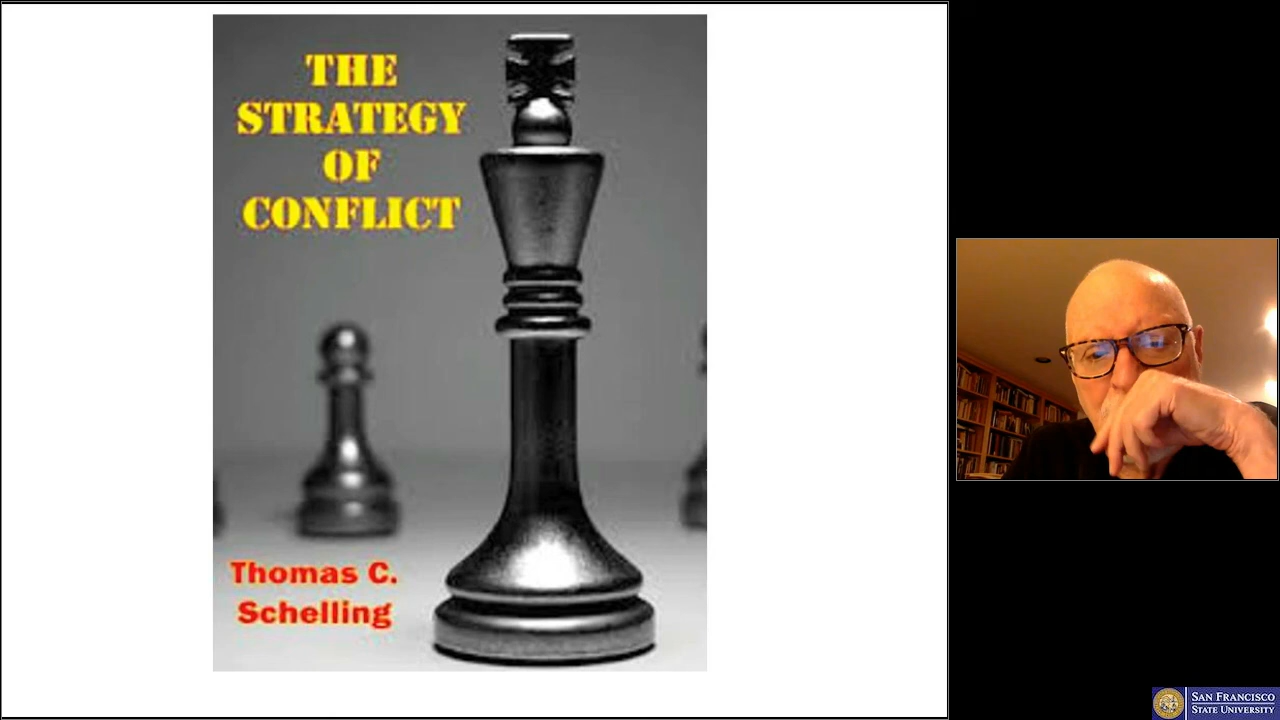 THE
STRATEGY
OF
CONFLICT
Thomas C.
Schelling
SAN FRANCISCO
STATE UNIVERSITY